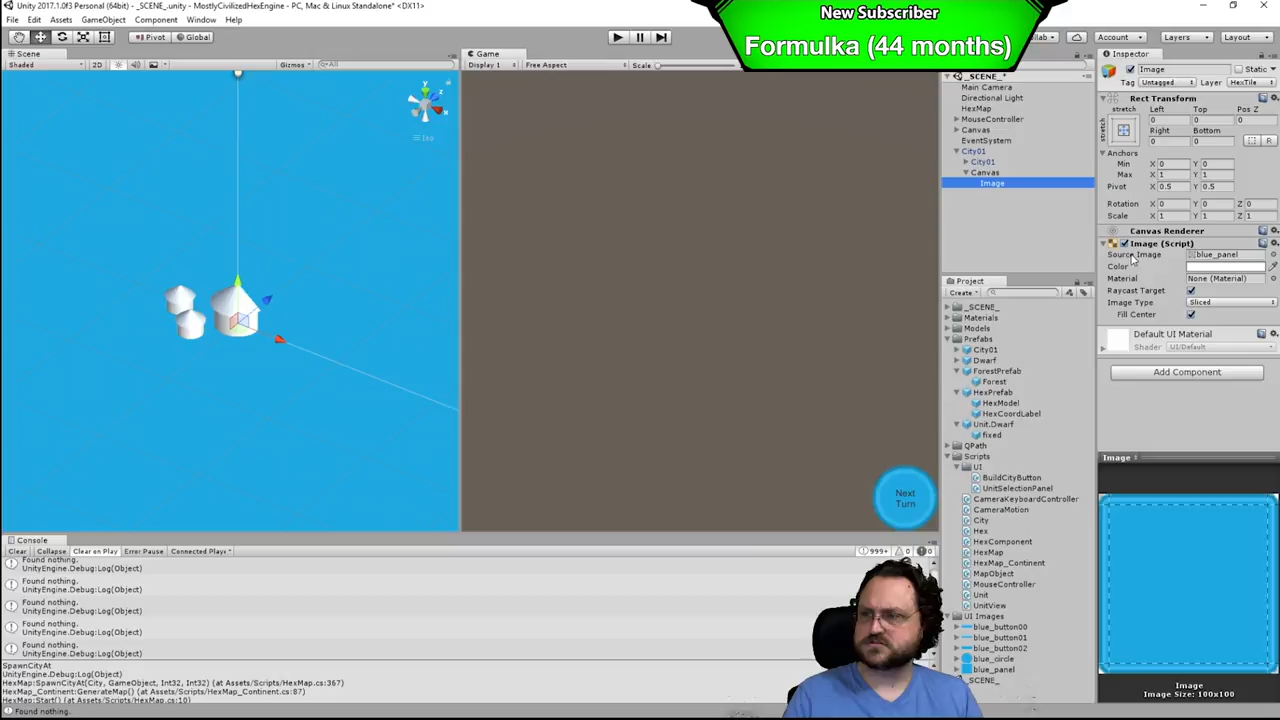 Unity 2017.1.0f3 Personal (64bit) - _SCENE_.unity - MostlyCivilizedHexEngine - PC, Mac & Linux Standalone* <DX11>
New Subscriber
Formulka (44 months)
File Edit Assets GameObject Component Window Help
Pivot Global
Account Layers Layout
Scene
Shaded 2D Gizmos All
Game
Display 1 Free Aspect Scale
y
z
x
Iso
Next
Turn
_SCENE_*
Main Camera
Directional Light
HexMap
MouseController
Canvas
EventSystem
City01
City01
Canvas
Image
Project
Create
_SCENE_
Materials
Models
Prefabs
City01
Dwarf
ForestPrefab
Forest
HexPrefab
HexModel
HexCoordLabel
Unit.Dwarf
fixed
QPath
Scripts
UI
BuildCityButton
UnitSelectionPanel
CameraKeyboardController
CameraMotion
City
Hex
HexComponent
HexMap
HexMap_Continent
MapObject
MouseController
Unit
UnitView
UI Images
blue_button00
blue_button01
blue_button02
blue_circle
blue_panel
_SCENE_
Inspector
Image Static
Tag Untagged Layer HexTile
Rect Transform
stretch Left Top Pos Z
0 0 0
stretch Right Bottom
0 0 R
Anchors
Min X 0 Y 0
Max X 1 Y 1
Pivot X 0.5 Y 0.5
Rotation X 0 Y 0 Z 0
Scale X 1 Y 1 Z 1
Canvas Renderer
Image (Script)
Source Image blue_panel
Color
Material None (Material)
Raycast Target
Image Type Sliced
Fill Center
Default UI Material
Shader UI/Default
Add Component
Image
Image
Image Size: 100x100
Console
Clear Collapse Clear on Play Error Pause Connected Player 999+ 0 0
Found nothing.
UnityEngine.Debug:Log(Object)
Found nothing.
UnityEngine.Debug:Log(Object)
Found nothing.
UnityEngine.Debug:Log(Object)
Found nothing.
UnityEngine.Debug:Log(Object)
Found nothing.
UnityEngine.Debug:Log(Object)
SpawnCityAt
UnityEngine.Debug:Log(Object)
HexMap:SpawnCityAt(City, GameObject, Int32, Int32) (at Assets/Scripts/HexMap.cs:367)
HexMap_Continent:GenerateMap() (at Assets/Scripts/HexMap_Continent.cs:87)
HexMap:Start() (at Assets/Scripts/HexMap.cs:10)
Found nothing.